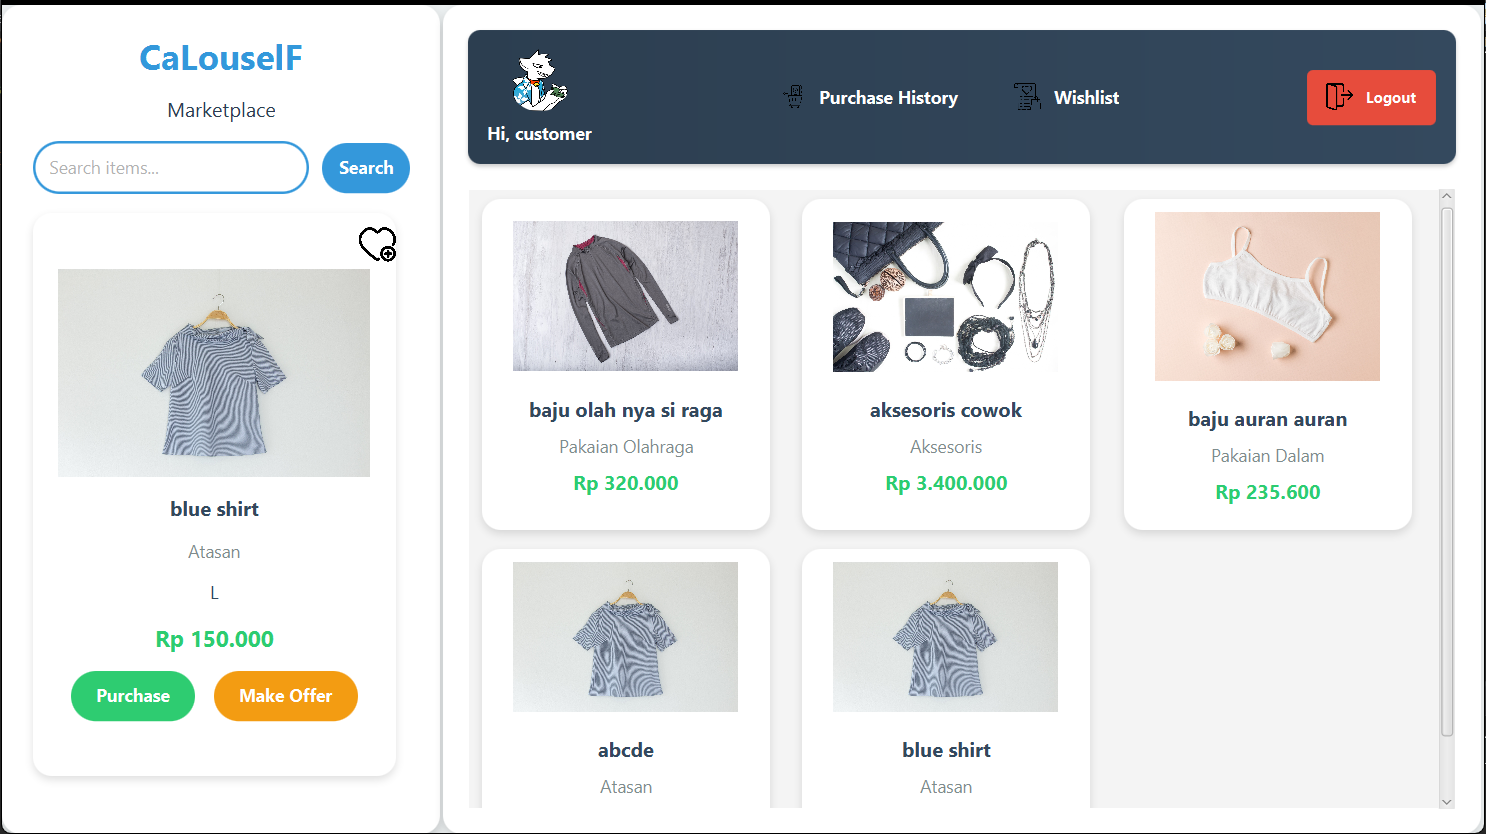 CaLouselF
Marketplace
Search items...
Search
blue shirt
Atasan
L
Rp 150.000
Purchase
Make Offer
Hi, customer
Purchase History
Wishlist
Logout
baju olah nya si raga
Pakaian Olahraga
Rp 320.000
aksesoris cowok
Aksesoris
Rp 3.400.000
baju auran auran
Pakaian Dalam
Rp 235.600
abcde
Atasan
blue shirt
Atasan